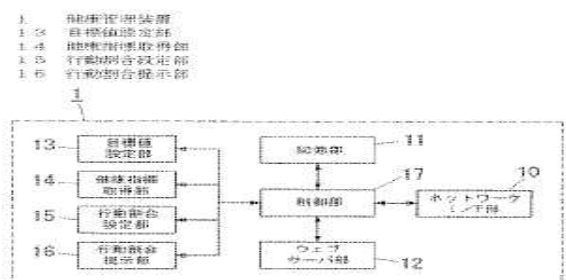 1 健康管理装置
13 目標値設定部
14 健康指標取得部
15 行動割合設定部
16 行動割合提示部
1
13
目標値
設定部
14
健康指標
取得部
15
行動割合
設定部
16
行動割合
提示部
11
記憶部
17
制御部
10
ネットワーク
12
ウェブ
サーバ部